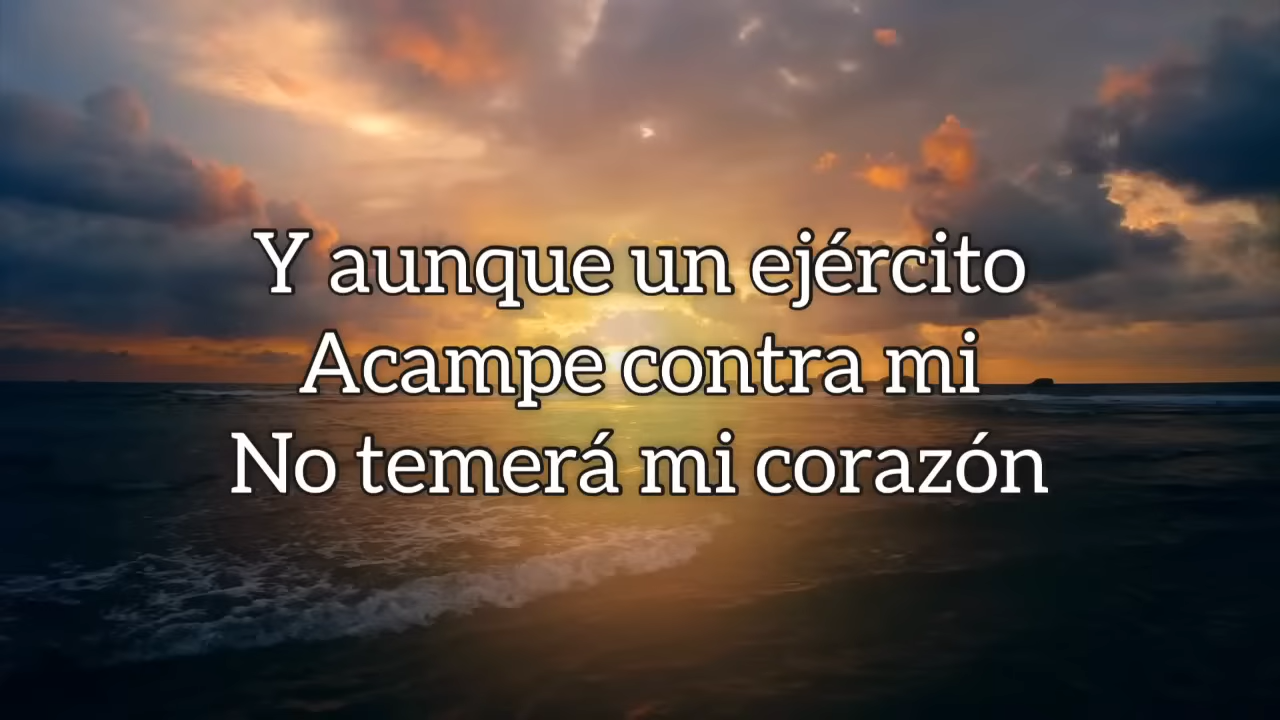 Y aunque un ejército
Acampe contra mi
No temerá mi corazón